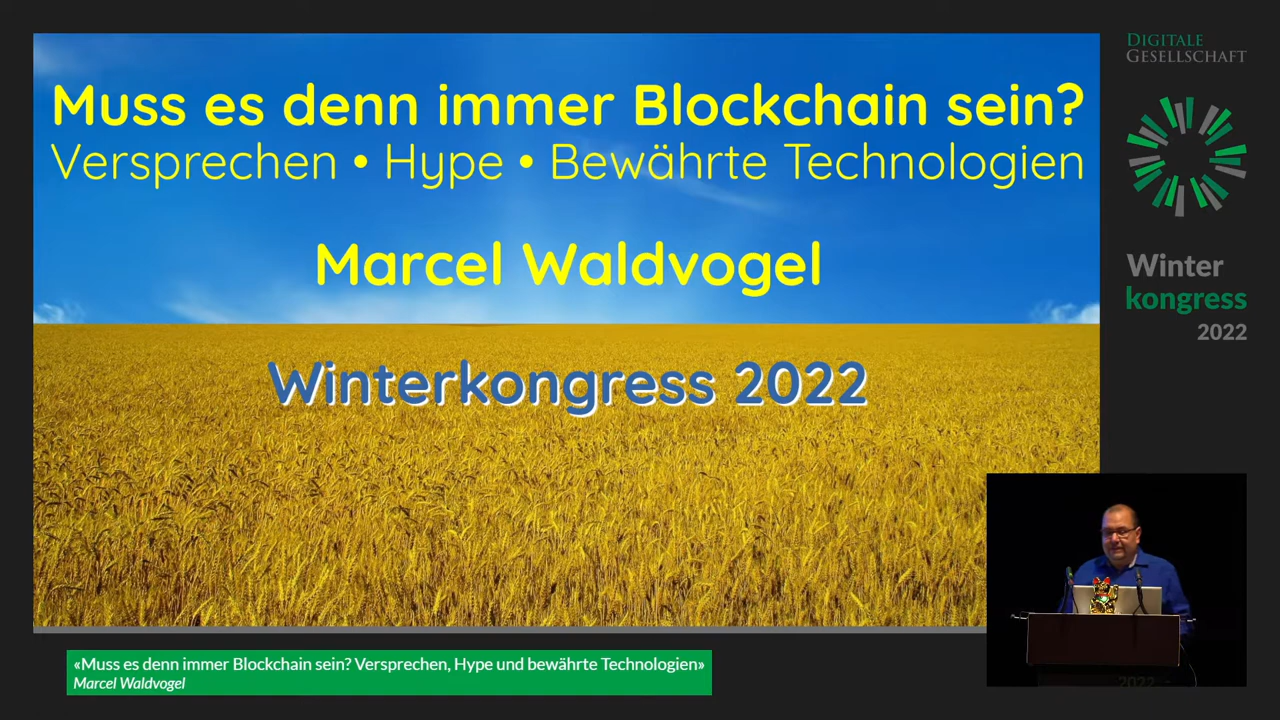 Muss es denn immer Blockchain sein?
Versprechen • Hype • Bewährte Technologien
Marcel Waldvogel
Winterkongress 2022
DIGITALE
GESELLSCHAFT
Winter
kongress
2022
2022
«Muss es denn immer Blockchain sein? Versprechen, Hype und bewährte Technologien»
Marcel Waldvogel